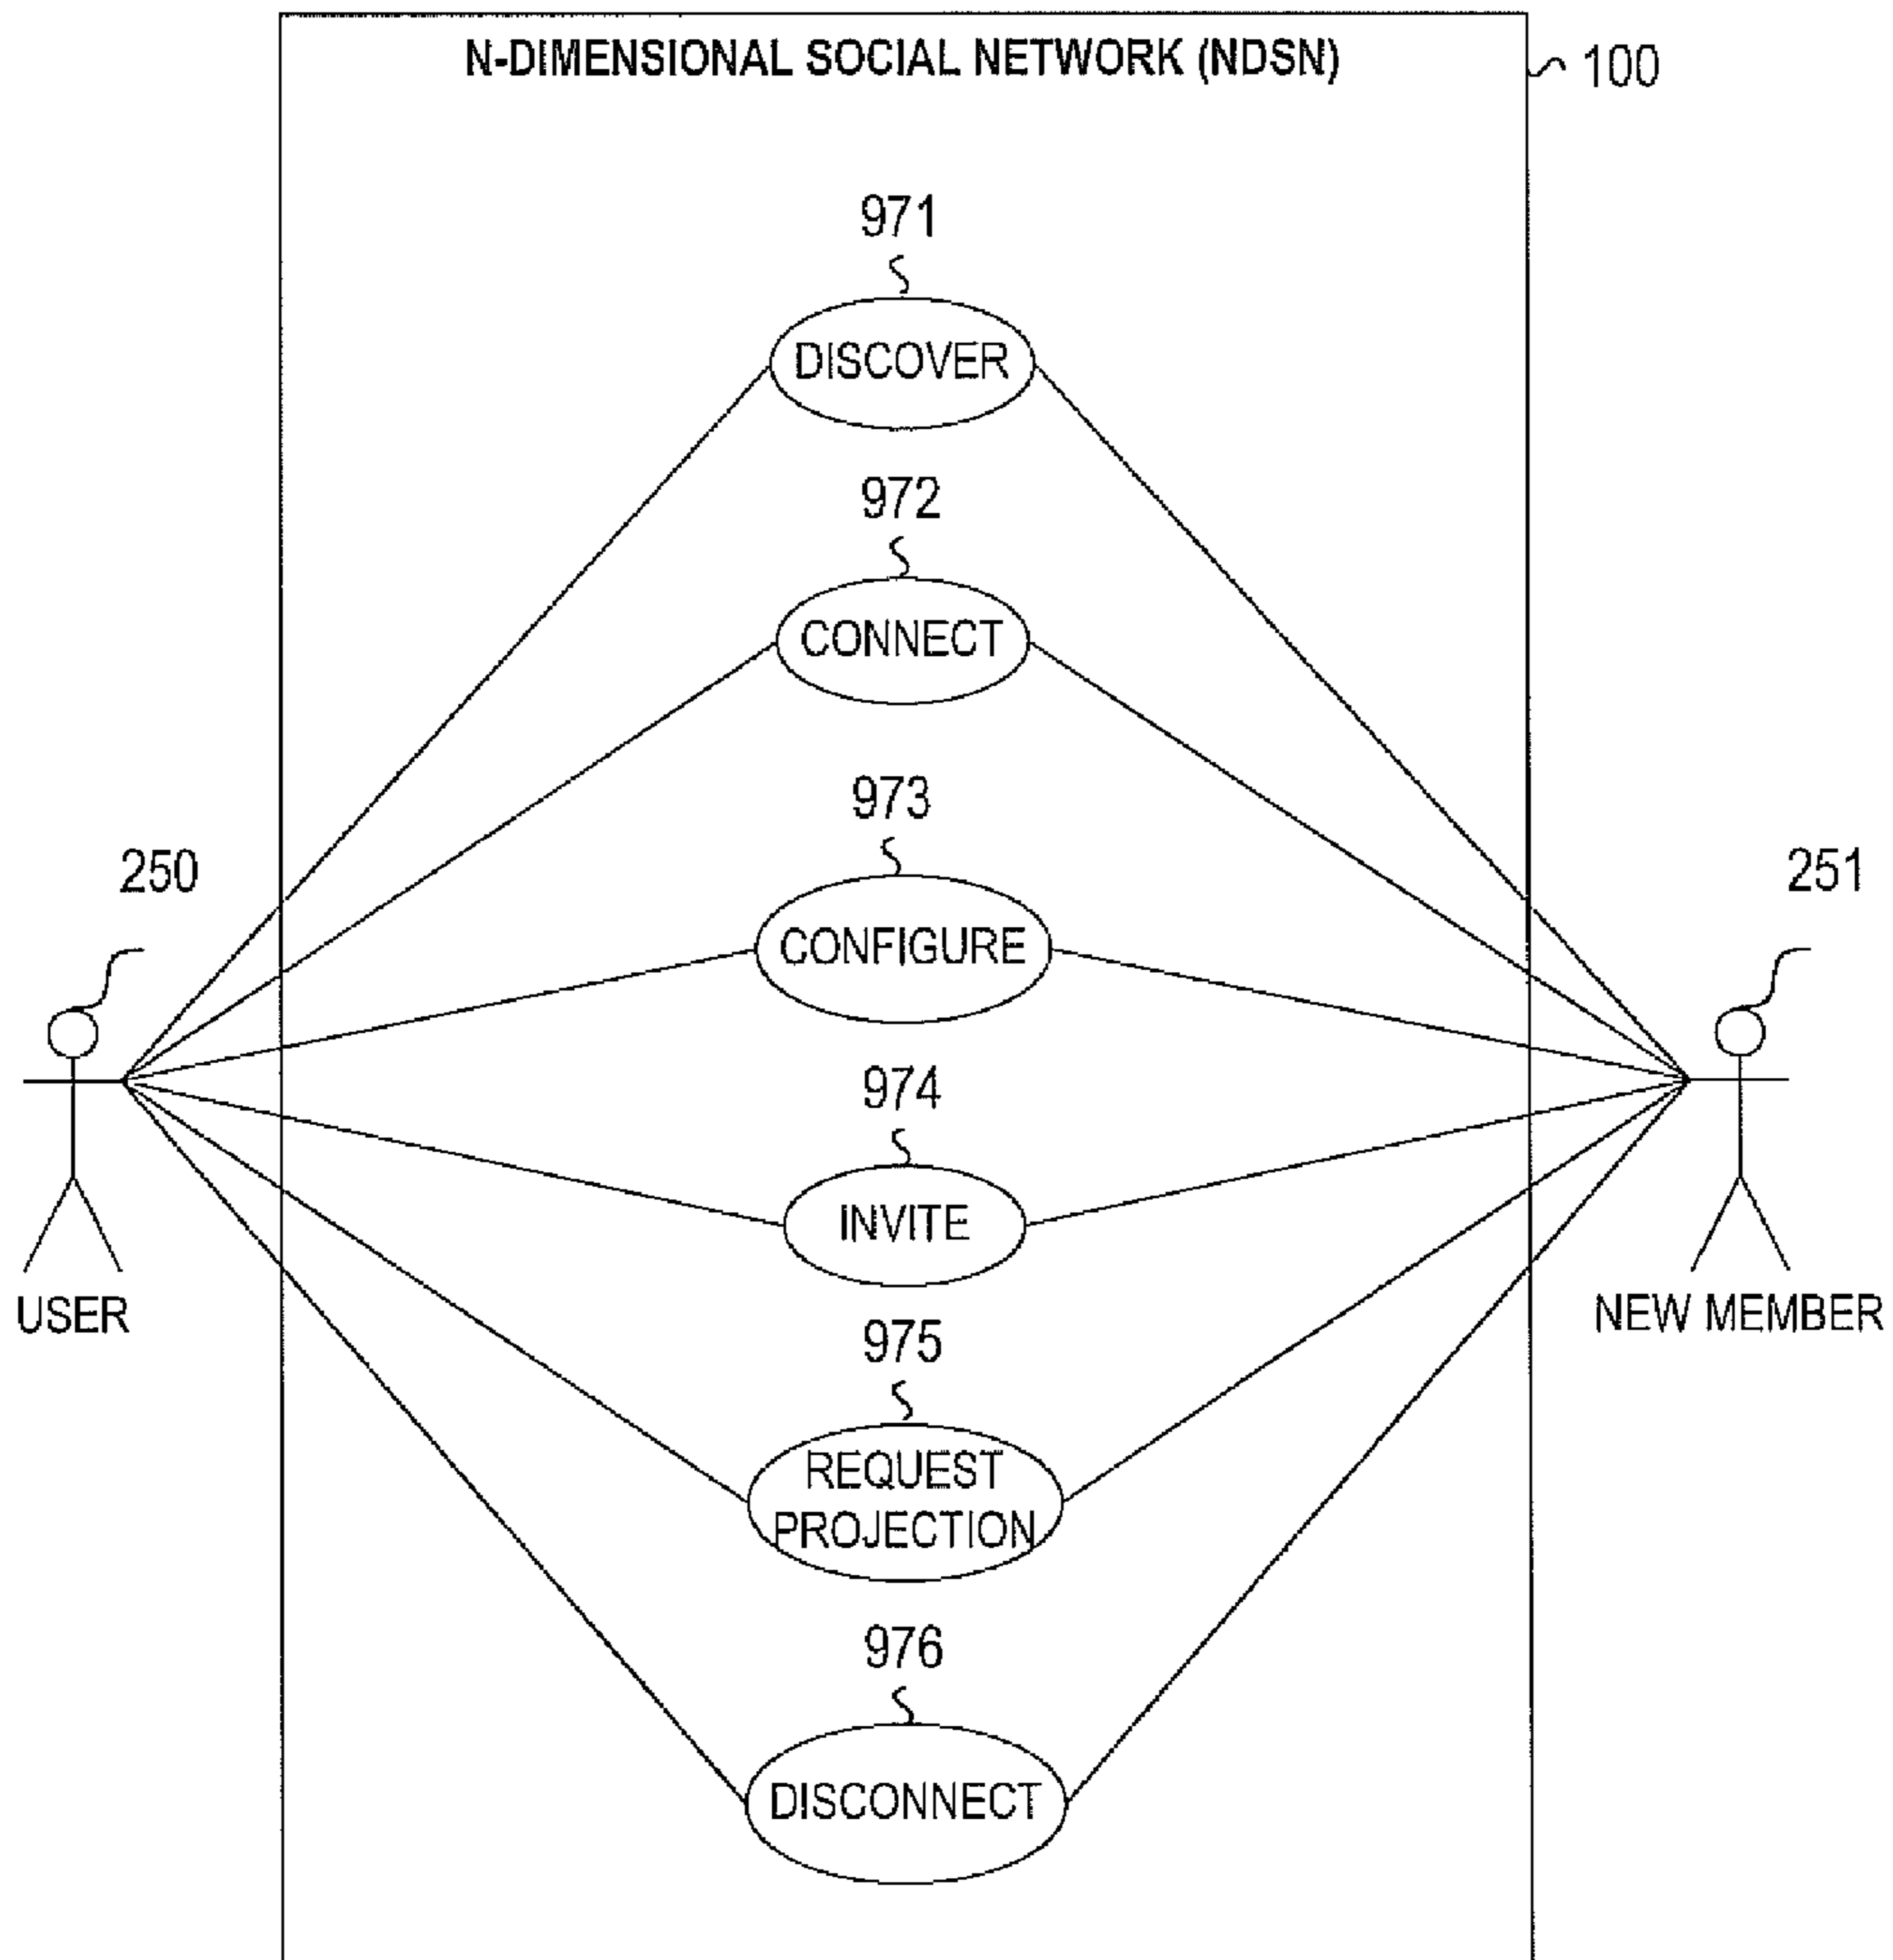 N-DIMENSIONAL SOCIAL NETWORK (NDSN)
100
971
DISCOVER
972
CONNECT
973
CONFIGURE
250
251
974
INVITE
USER
NEW MEMBER
975
REQUEST
PROJECTION
976
DISCONNECT